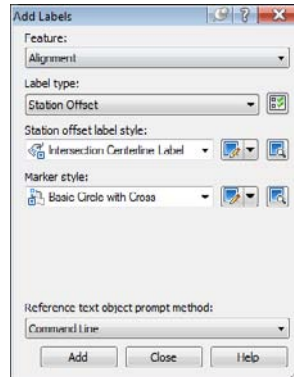 Add Labels
Feature:
Alignment
Label type:
Station Offset
Station offset label style:
Intersection Centerline Label
Marker style:
Basic Circle with Cross
Reference text object prompt method:
Command Line
Add Close Help